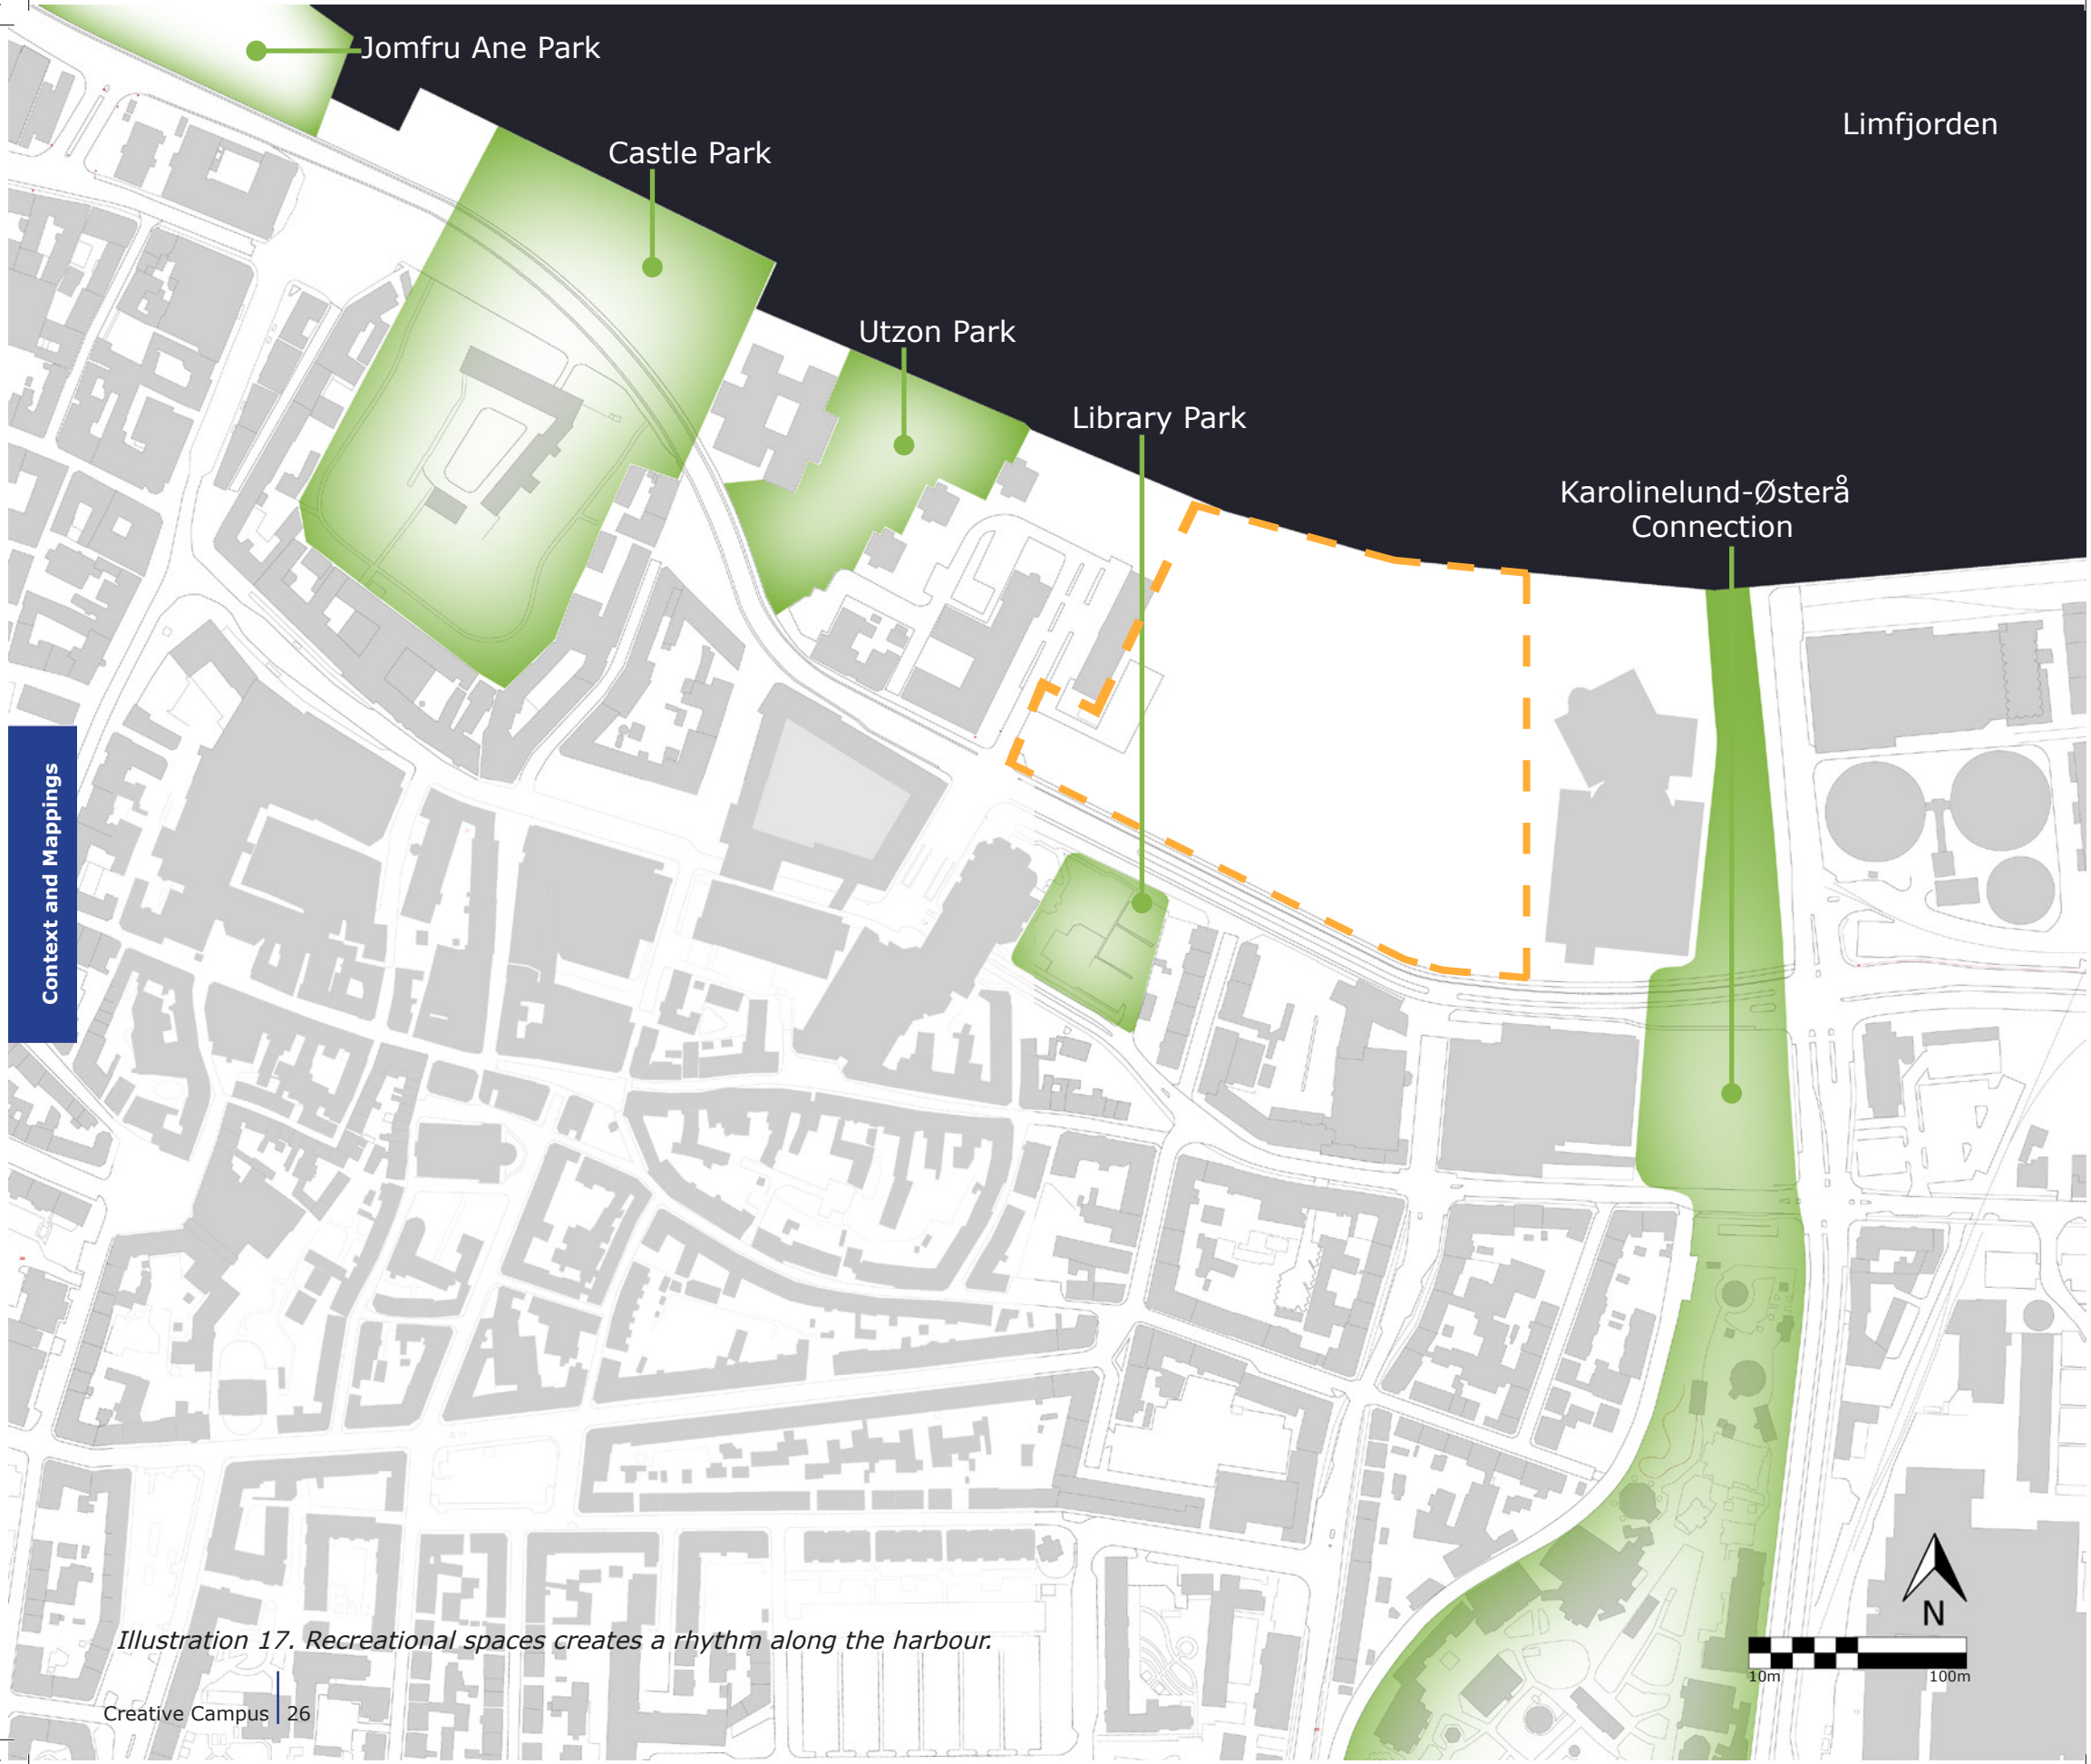 Jomfru Ane Park
Limfjorden
Castle Park
Utzon Park
Library Park
Karolinelund-Østerå
Connection
Context and Mappings
N
10m
100m
Illustration 17. Recreational spaces creates a rhythm along the harbour.
Creative Campus 26